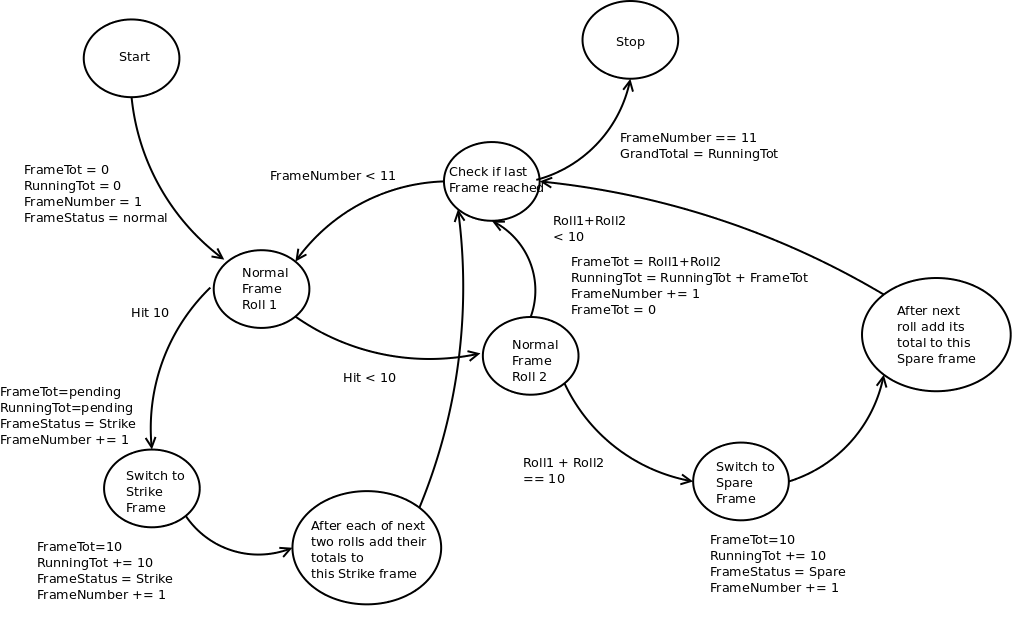 Start
Stop
FrameNumber == 11
GrandTotal = RunningTot
FrameTot = 0
RunningTot = 0
FrameNumber = 1
FrameStatus = normal
FrameNumber < 11
Check if last
Frame reached
Roll1+Roll2
< 10
FrameTot = Roll1+Roll2
RunningTot = RunningTot + FrameTot
FrameNumber += 1
FrameTot = 0
Normal
Frame
Roll 1
Hit 10
Hit < 10
Normal
Frame
Roll 2
After next
roll add its
total to this
Spare frame
FrameTot=pending
RunningTot=pending
FrameStatus = Strike
FrameNumber += 1
Switch to
Strike
Frame
Roll1 + Roll2
== 10
Switch to
Spare
Frame
After each of next
two rolls add their
totals to
this Strike frame
FrameTot=10
RunningTot += 10
FrameStatus = Strike
FrameNumber += 1
FrameTot=10
RunningTot += 10
FrameStatus = Spare
FrameNumber += 1